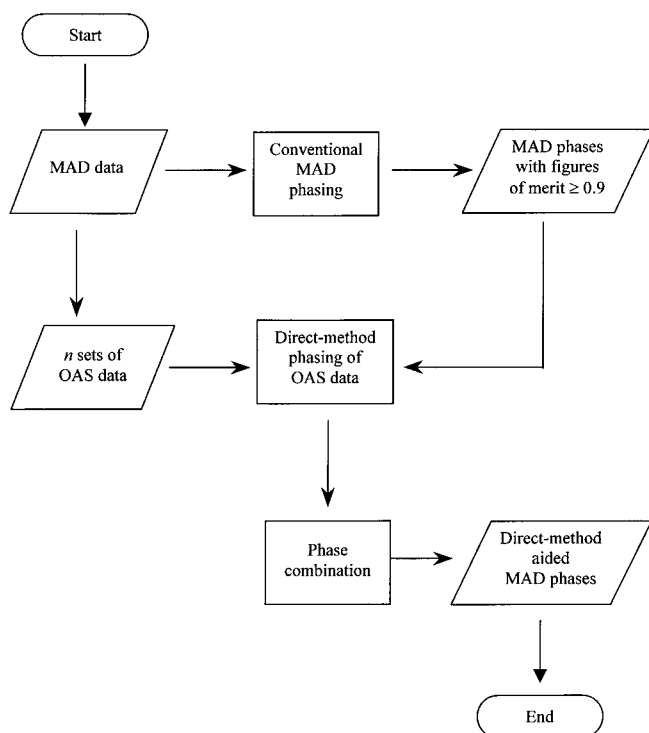 Start
MAD data
Conventional
MAD
phasing
MAD phases
with figures
of merit ≥ 0.9
n sets of
OAS data
Direct-method
phasing of
OAS data
Phase
combination
Direct-method
aided
MAD phases
End